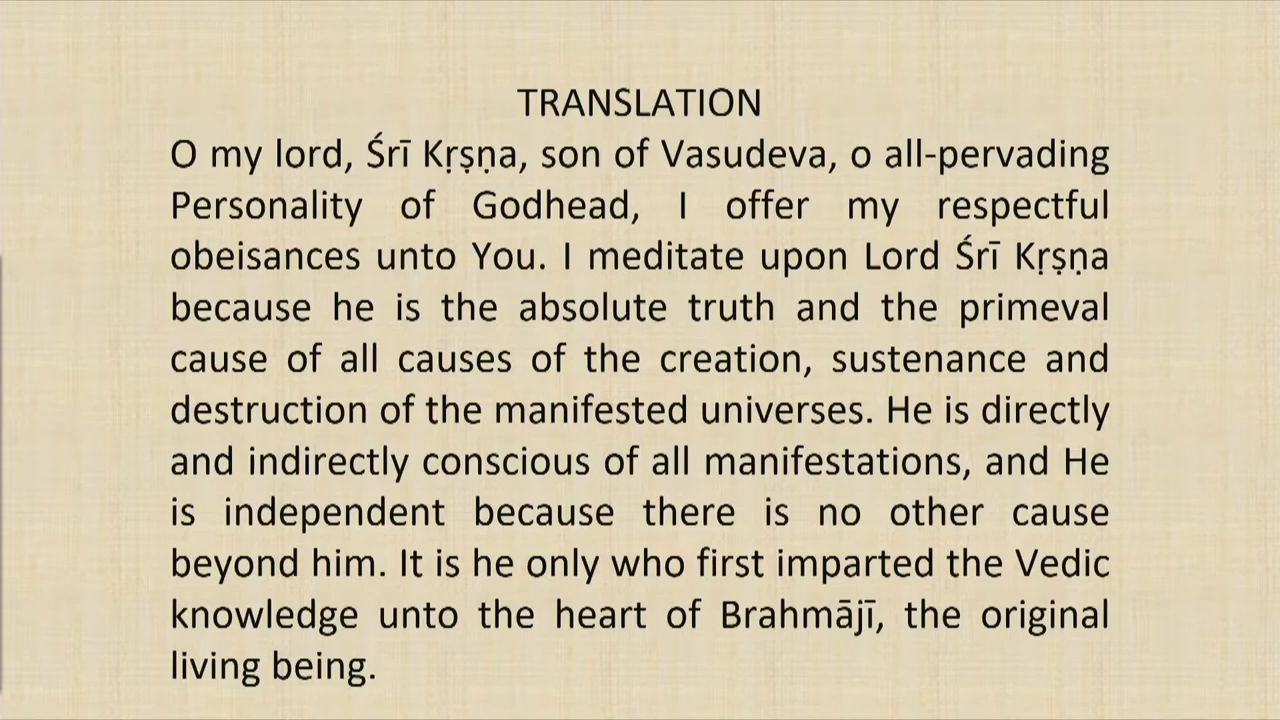 TRANSLATION
O my lord, Śrī Kṛṣṇa, son of Vasudeva, o all-pervading
Personality of Godhead, I offer my respectful
obeisances unto You. I meditate upon Lord Śrī Kṛṣṇa
because he is the absolute truth and the primeval
cause of all causes of the creation, sustenance and
destruction of the manifested universes. He is directly
and indirectly conscious of all manifestations, and He
is independent because there is no other cause
beyond him. It is he only who first imparted the Vedic
knowledge unto the heart of Brahmājī, the original
living being.